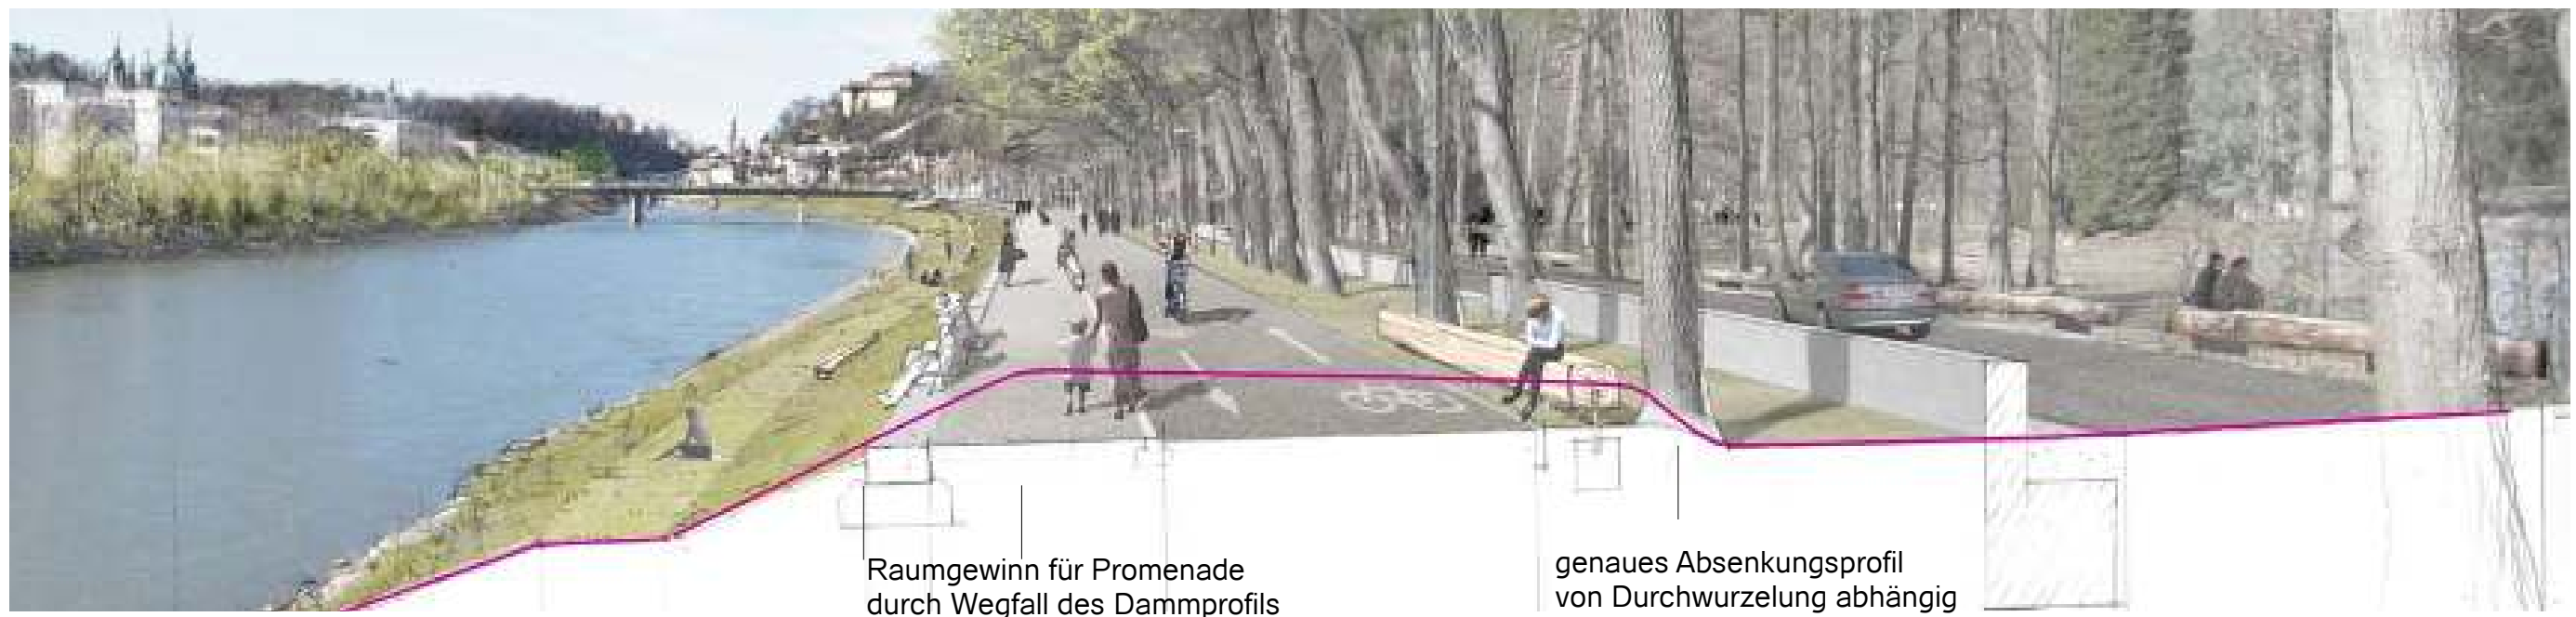 Raumgewinn für Promenade
durch Wegfall des Dammprofils
genaues Absenkungsprofil
von Durchwurzelung abhängig